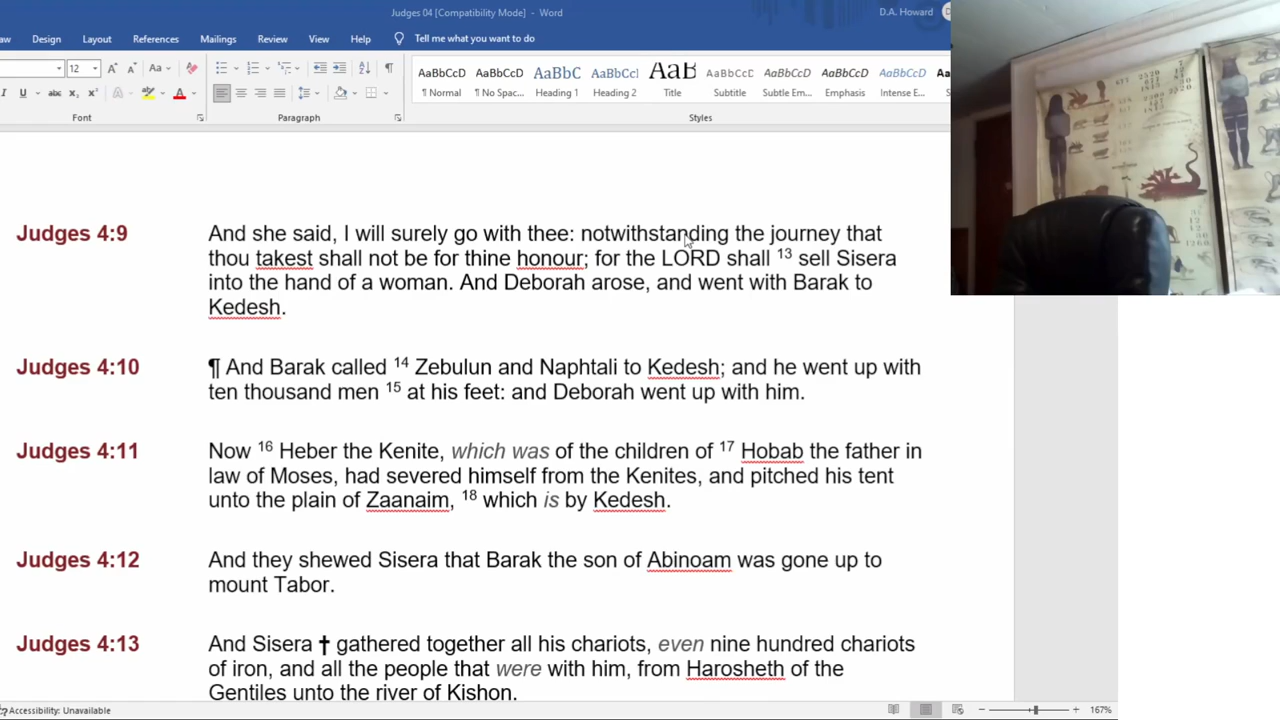 Judges 04 [Compatibility Mode] - Word
D.A. Howard
aw Design Layout References Mailings Review View Help Tell me what you want to do
12 Aa
AaBbCcD AaBbCcD AaBbC AaBbCcI AaB AaBbCcD AaBbCcD AaBbCcD AaBbCcD
¶ Normal ¶ No Spac... Heading 1 Heading 2 Title Subtitle Subtle Em... Emphasis Intense E...
Font Paragraph Styles
Judges 4:9 And she said, I will surely go with thee: notwithstanding the journey that
thou takest shall not be for thine honour; for the LORD shall 13 sell Sisera
into the hand of a woman. And Deborah arose, and went with Barak to
Kedesh.
Judges 4:10 ¶ And Barak called 14 Zebulun and Naphtali to Kedesh; and he went up with
ten thousand men 15 at his feet: and Deborah went up with him.
Judges 4:11 Now 16 Heber the Kenite, which was of the children of 17 Hobab the father in
law of Moses, had severed himself from the Kenites, and pitched his tent
unto the plain of Zaanaim, 18 which is by Kedesh.
Judges 4:12 And they shewed Sisera that Barak the son of Abinoam was gone up to
mount Tabor.
Judges 4:13 And Sisera ✝ gathered together all his chariots, even nine hundred chariots
of iron, and all the people that were with him, from Harosheth of the
Gentiles unto the river of Kishon.
Accessibility: Unavailable
167%